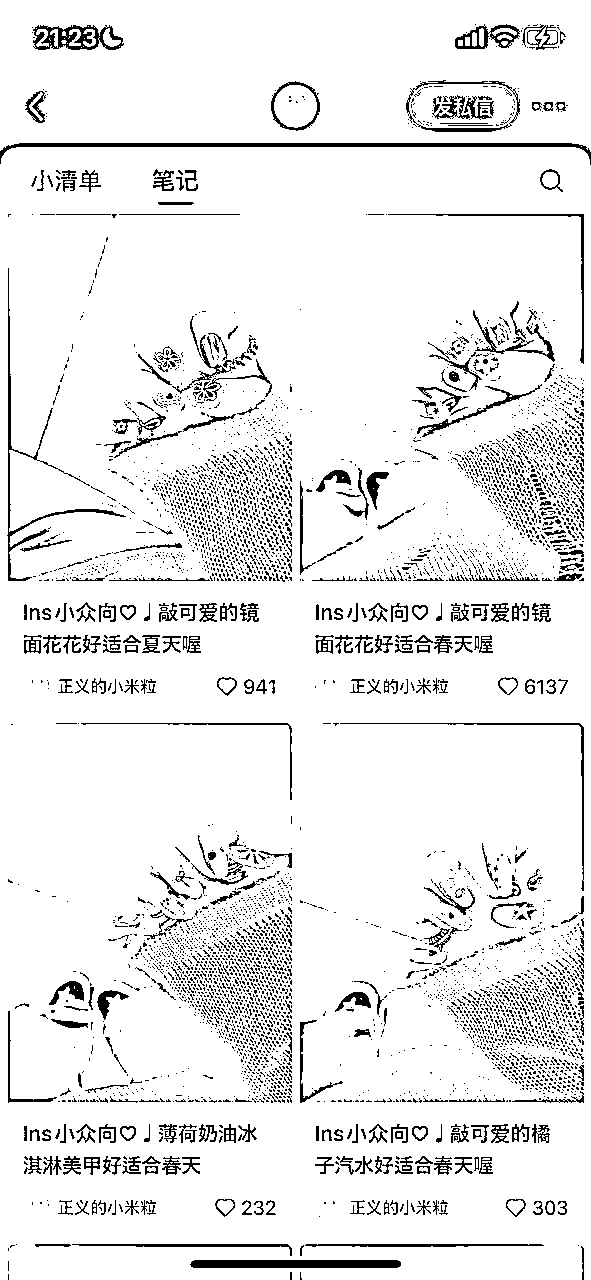 21:23
发私信
小清单 笔记
Ins小众向♡♩敲可爱的镜
面花花好适合夏天喔
正义的小米粒 941
Ins小众向♡♩敲可爱的镜
面花花好适合春天喔
正义的小米粒 6137
Ins小众向♡♩薄荷奶油冰
淇淋美甲好适合春天
正义的小米粒 232
Ins小众向♡♩敲可爱的橘
子汽水好适合春天喔
正义的小米粒 303